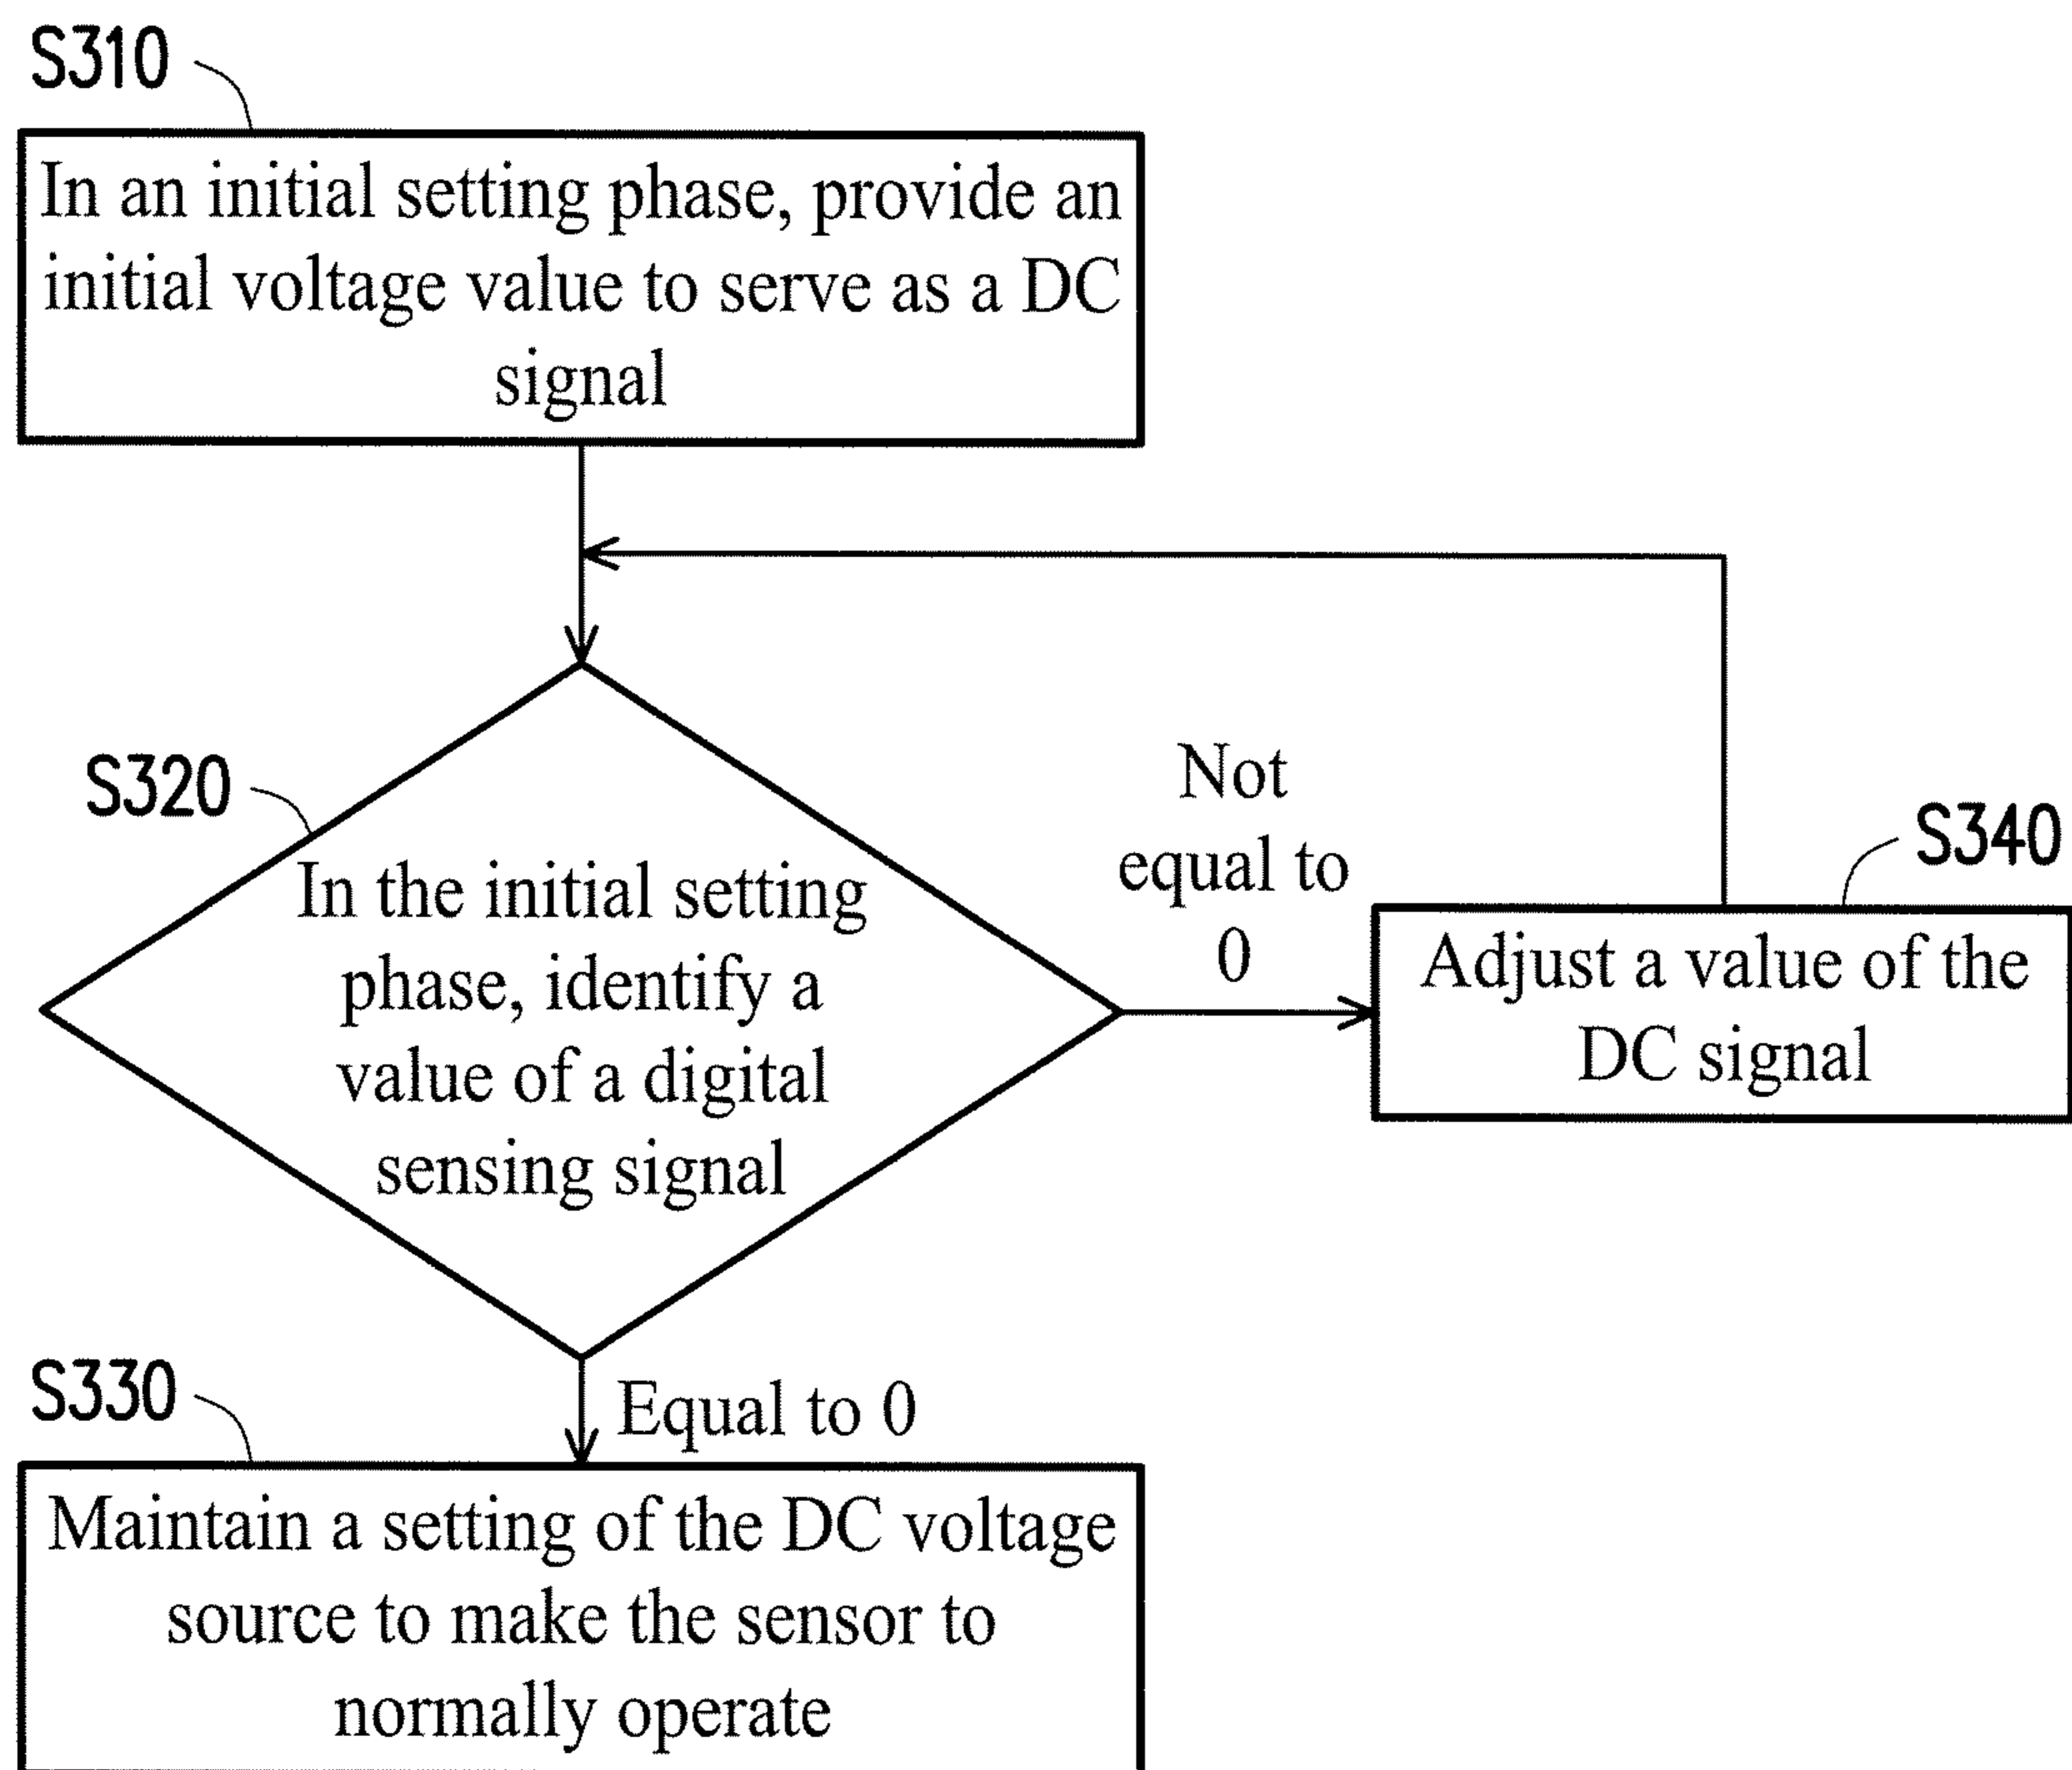 S310
In an initial setting phase, provide an
initial voltage value to serve as a DC
signal
S320
In the initial setting
phase, identify a
value of a digital
sensing signal
Not
equal to
0
S340
Adjust a value of the
DC signal
S330
Equal to 0
Maintain a setting of the DC voltage
source to make the sensor to
normally operate